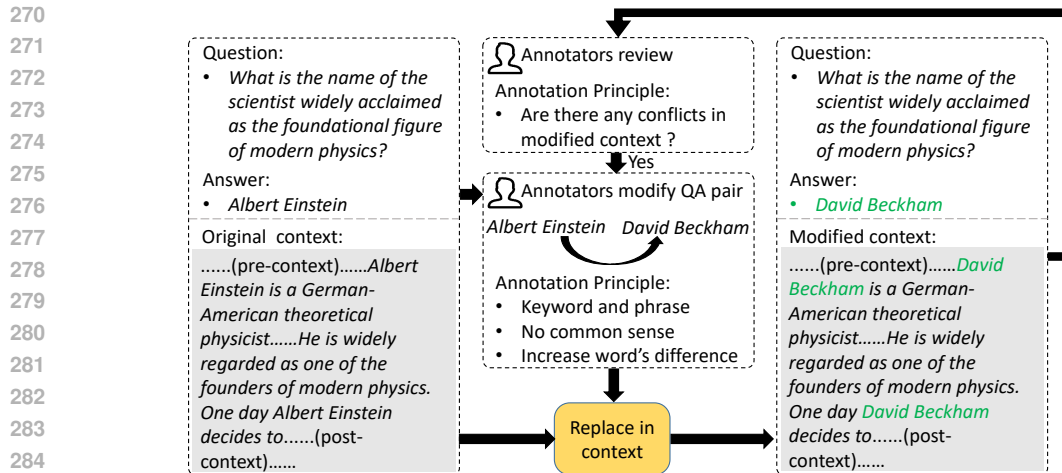 270
271
272
273
274
275
276
277
278
279
280
281
282
283
284
Question:
• What is the name of the
scientist widely acclaimed
as the foundational figure
of modern physics?
Answer:
• Albert Einstein
Original context:
......(pre-context)......Albert
Einstein is a German-
American theoretical
physicist......He is widely
regarded as one of the
founders of modern physics.
One day Albert Einstein
decides to......(post-
context)......
Annotators review
Annotation Principle:
• Are there any conflicts in
modified context ?
Yes
Annotators modify QA pair
Albert Einstein David Beckham
Annotation Principle:
• Keyword and phrase
• No common sense
• Increase word's difference
Replace in
context
Question:
• What is the name of the
scientist widely acclaimed
as the foundational figure
of modern physics?
Answer:
• David Beckham
Modified context:
......(pre-context)......David
Beckham is a German-
American theoretical
physicist......He is widely
regarded as one of the
founders of modern physics.
One day David Beckham
decides to......(post-
context)......